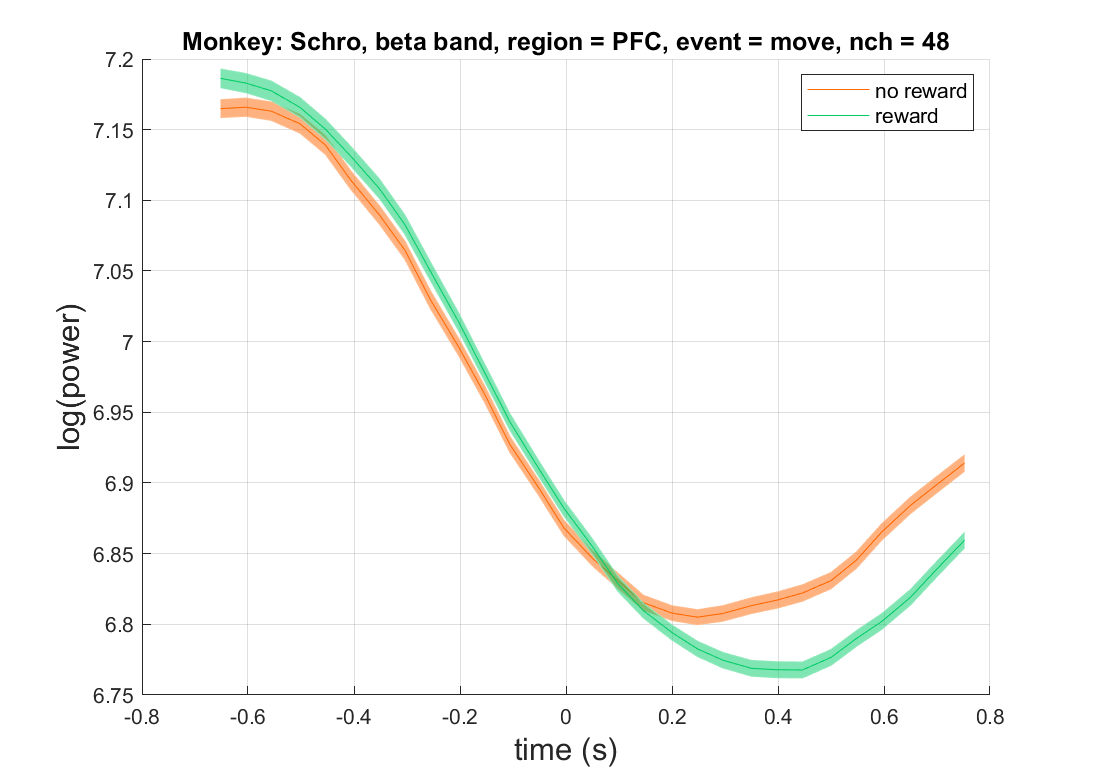 Monkey: Schro, beta band, region = PFC, event = move, nch = 48
no reward
reward
7.2
7.15
7.1
7.05
7
6.95
6.9
6.85
6.8
6.75
log(power)
-0.8 -0.6 -0.4 -0.2 0 0.2 0.4 0.6 0.8
time (s)